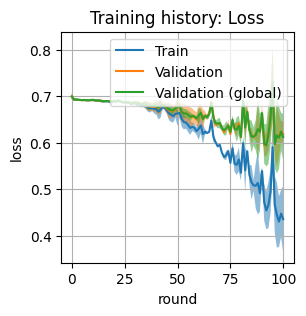 Training history: Loss
Train
Validation
Validation (global)
0.8
0.7
0.6
0.5
0.4
loss
0
25
50
75
100
round